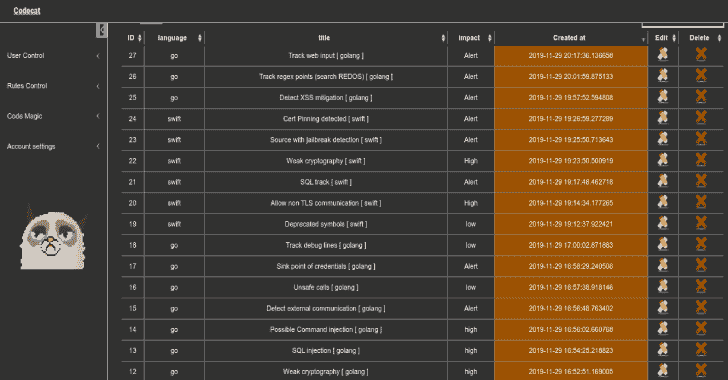 Codecat
User Control
Rules Control
Cods Magic
Account settings
ID language title impact Created at Edit Delete
27 go Track web input [ golang ] Alert 2019-11-29 20:17:36.136658
26 go Track regex points (search REDOS) [ golang ] Alert 2019-11-29 20:01:59.875133
25 go Detect XSS mitigation [ golang ] Alert 2019-11-29 19:57:52.594808
24 swift Cert Pinning detected [ swift ] Alert 2019-11-29 19:26:59.277289
23 swift Source with Jailbreak detection [ swift ] Alert 2019-11-29 19:25:50.713643
22 swift Weak cryptography [ swift ] High 2019-11-29 19:23:50.500919
21 swift SQL track [ swift ] Alert 2019-11-29 19:17:48.462718
20 swift Allow non TLS communication [ swift ] High 2019-11-29 19:14:34.177265
19 swift Deprecated symbols [ swift ] low 2019-11-29 19:12:37.922421
18 go Track debug lines [ golang ] low 2019-11-29 17:00:02.871883
17 go Sink point of credentials [ golang ] Alert 2019-11-29 16:58:29.240506
16 go Unsafe calls [ golang ] low 2019-11-29 16:57:38.918146
15 go Detect external communication [ golang ] Alert 2019-11-29 16:56:48.763402
14 go Possible Command injection [ golang ] high 2019-11-29 16:56:02.660768
13 go SQL injection [ golang ] high 2019-11-29 16:54:25.218823
12 go Weak cryptography [ golang ] high 2019-11-29 16:52:51.169005